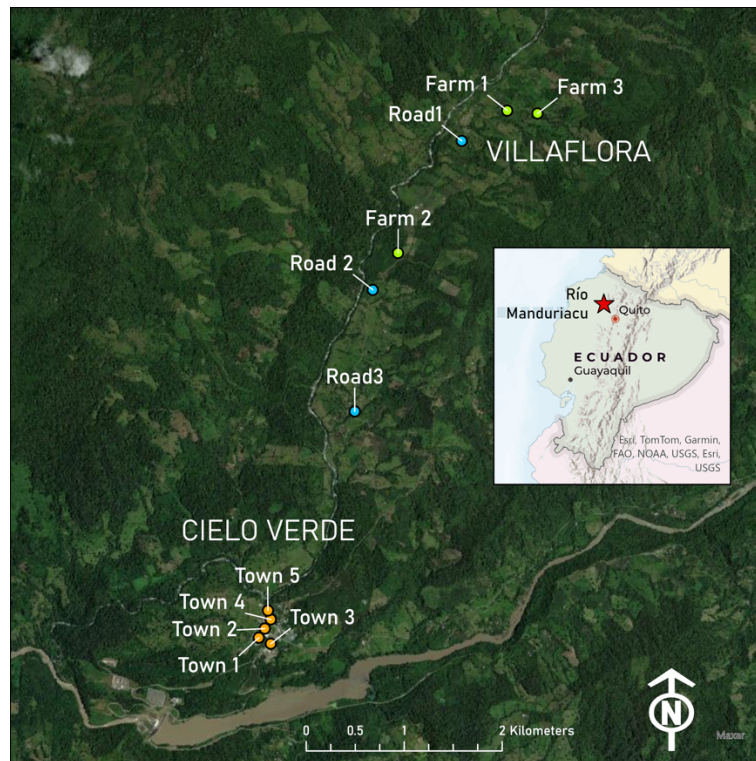 Farm 1
Farm 3
Road1
VILLAFLORA
Farm 2
Road 2
Río
Manduriacu
Quito
ECUADOR
Guayaquil
Esri, TomTom, Garmin,
FAO, NOAA, USGS, Esri,
USGS
Road3
CIELO VERDE
Town 5
Town 4
Town 2
Town 3
Town 1
0 0.5 1 2 Kilometers
N
Maxar